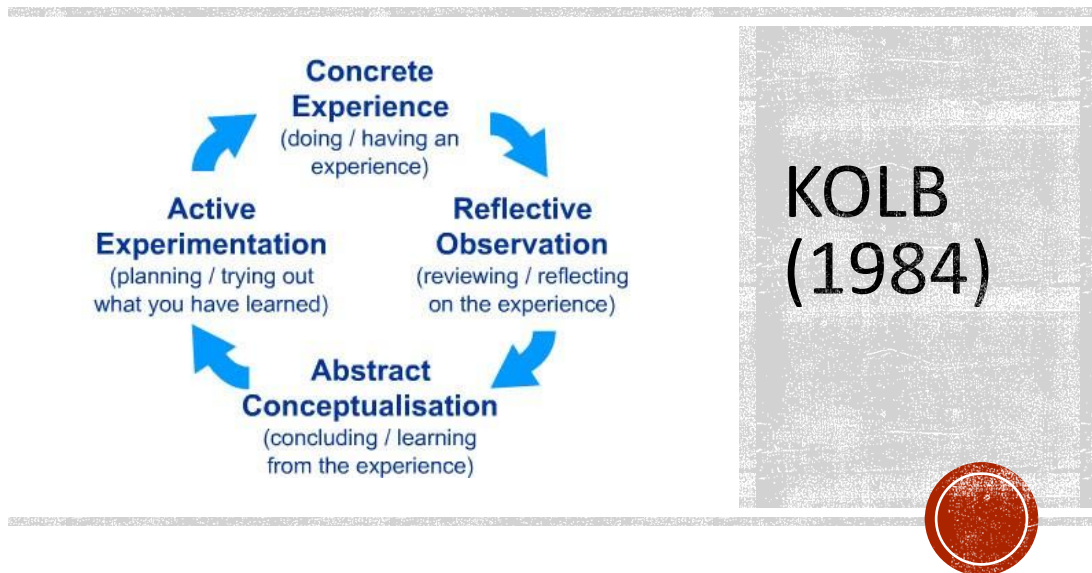 Concrete
Experience
(doing / having an
experience)
Reflective
Observation
(reviewing / reflecting
on the experience)
Abstract
Conceptualisation
(concluding / learning
from the experience)
Active
Experimentation
(planning / trying out
what you have learned)
KOLB
(1984)